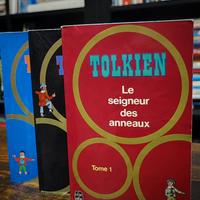 TOLKIEN
Le seigneur
des
anneaux
Tome 1